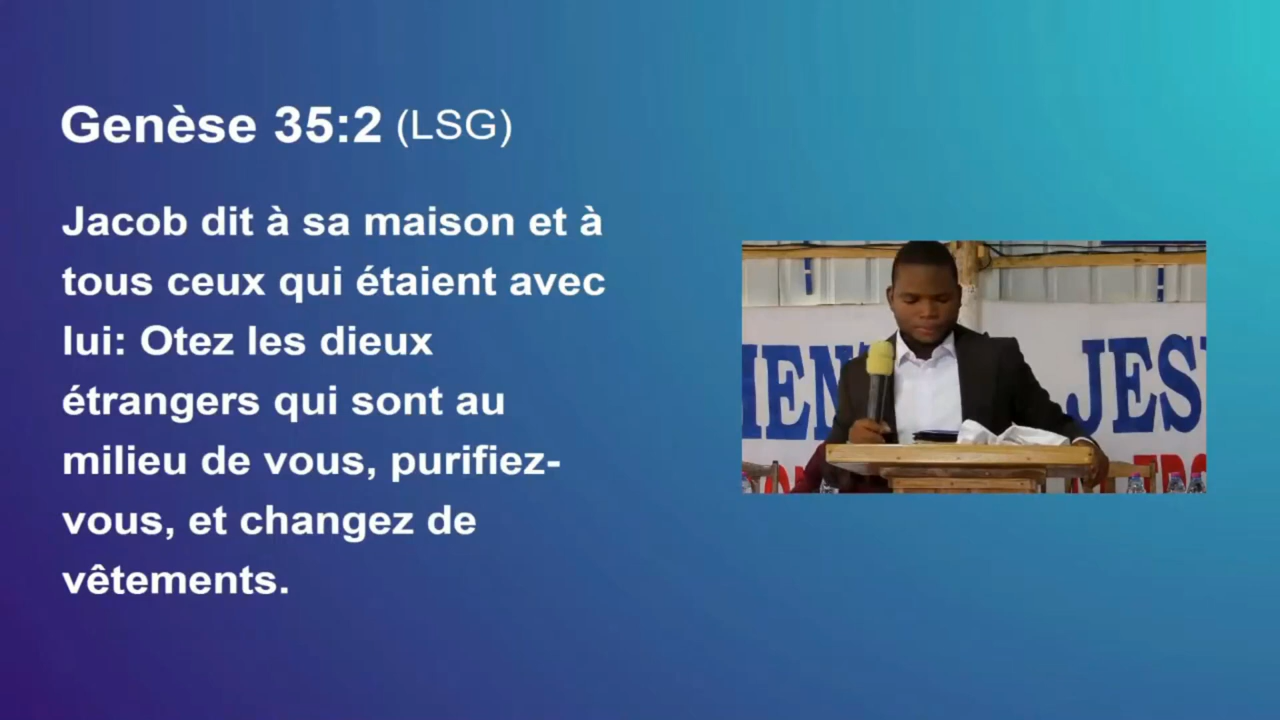 Genèse 35:2 (LSG)
Jacob dit à sa maison et à
tous ceux qui étaient avec
lui: Otez les dieux
étrangers qui sont au
milieu de vous, purifiez-
vous, et changez de
vêtements.